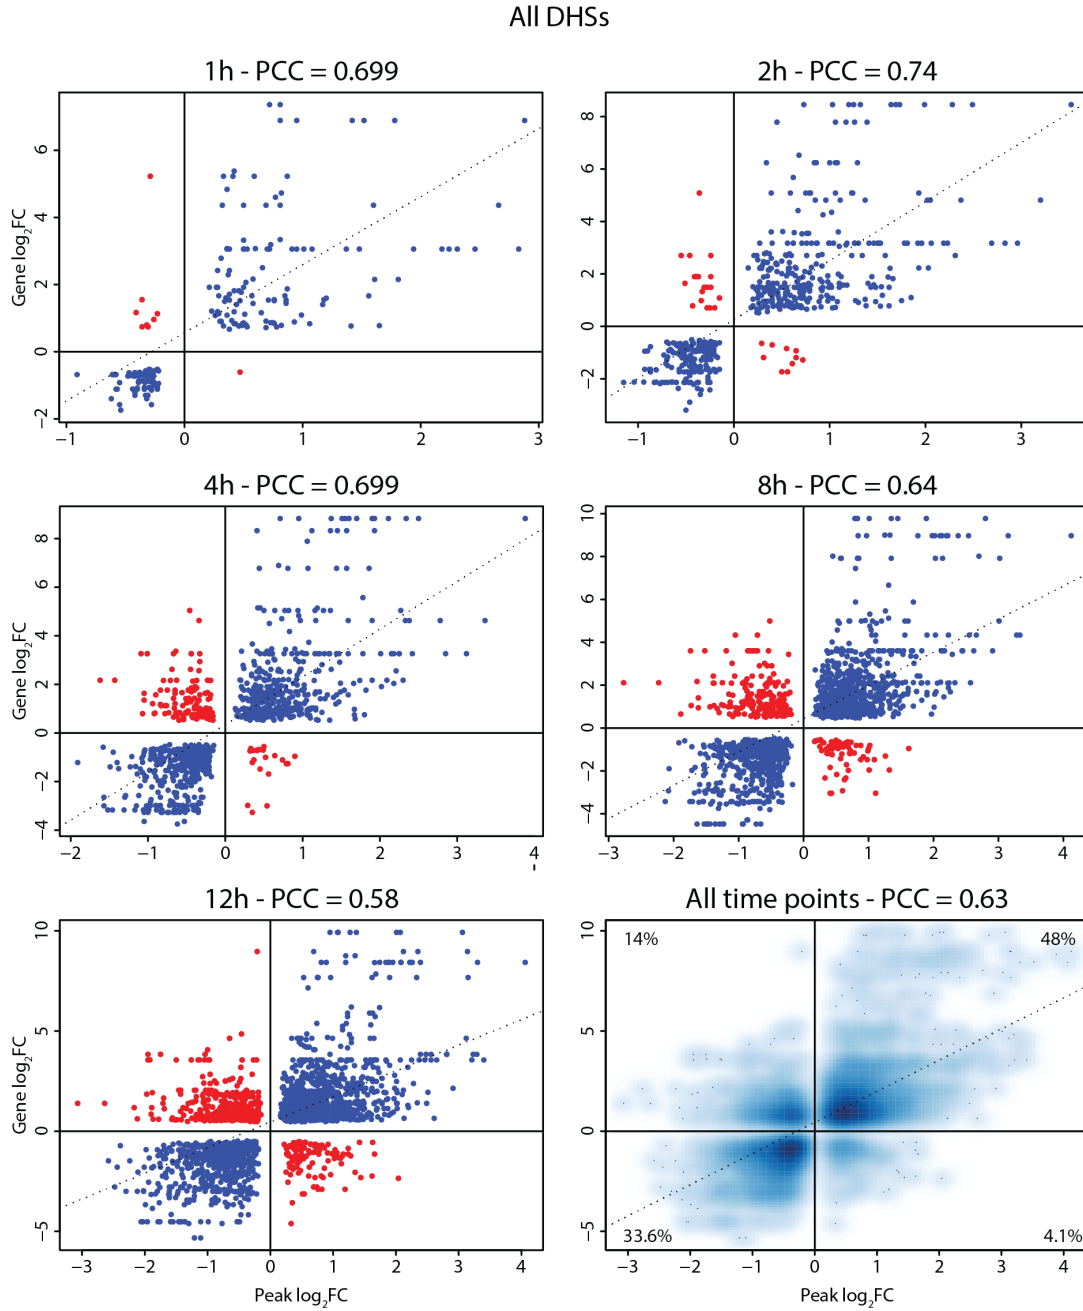 All DHSs
1h - PCC = 0.699
2h - PCC = 0.74
Gene log2FC
6
4
2
0
−2
−1 0 1 2 3
8
6
4
2
0
−2
−1 0 1 2 3
4h - PCC = 0.699
8h - PCC = 0.64
Gene log2FC
8
6
4
2
0
−2
−4
−2 −1 0 1 2 3 4
10
8
6
4
2
0
−2
−4
−3 −2 −1 0 1 2 3 4
12h - PCC = 0.58
All time points - PCC = 0.63
Gene log2FC
10
5
0
−5
−3 −2 −1 0 1 2 3 4
Peak log2FC
10
5
0
−5
14% 48%
33.6% 4.1%
−3 −2 −1 0 1 2 3 4
Peak log2FC